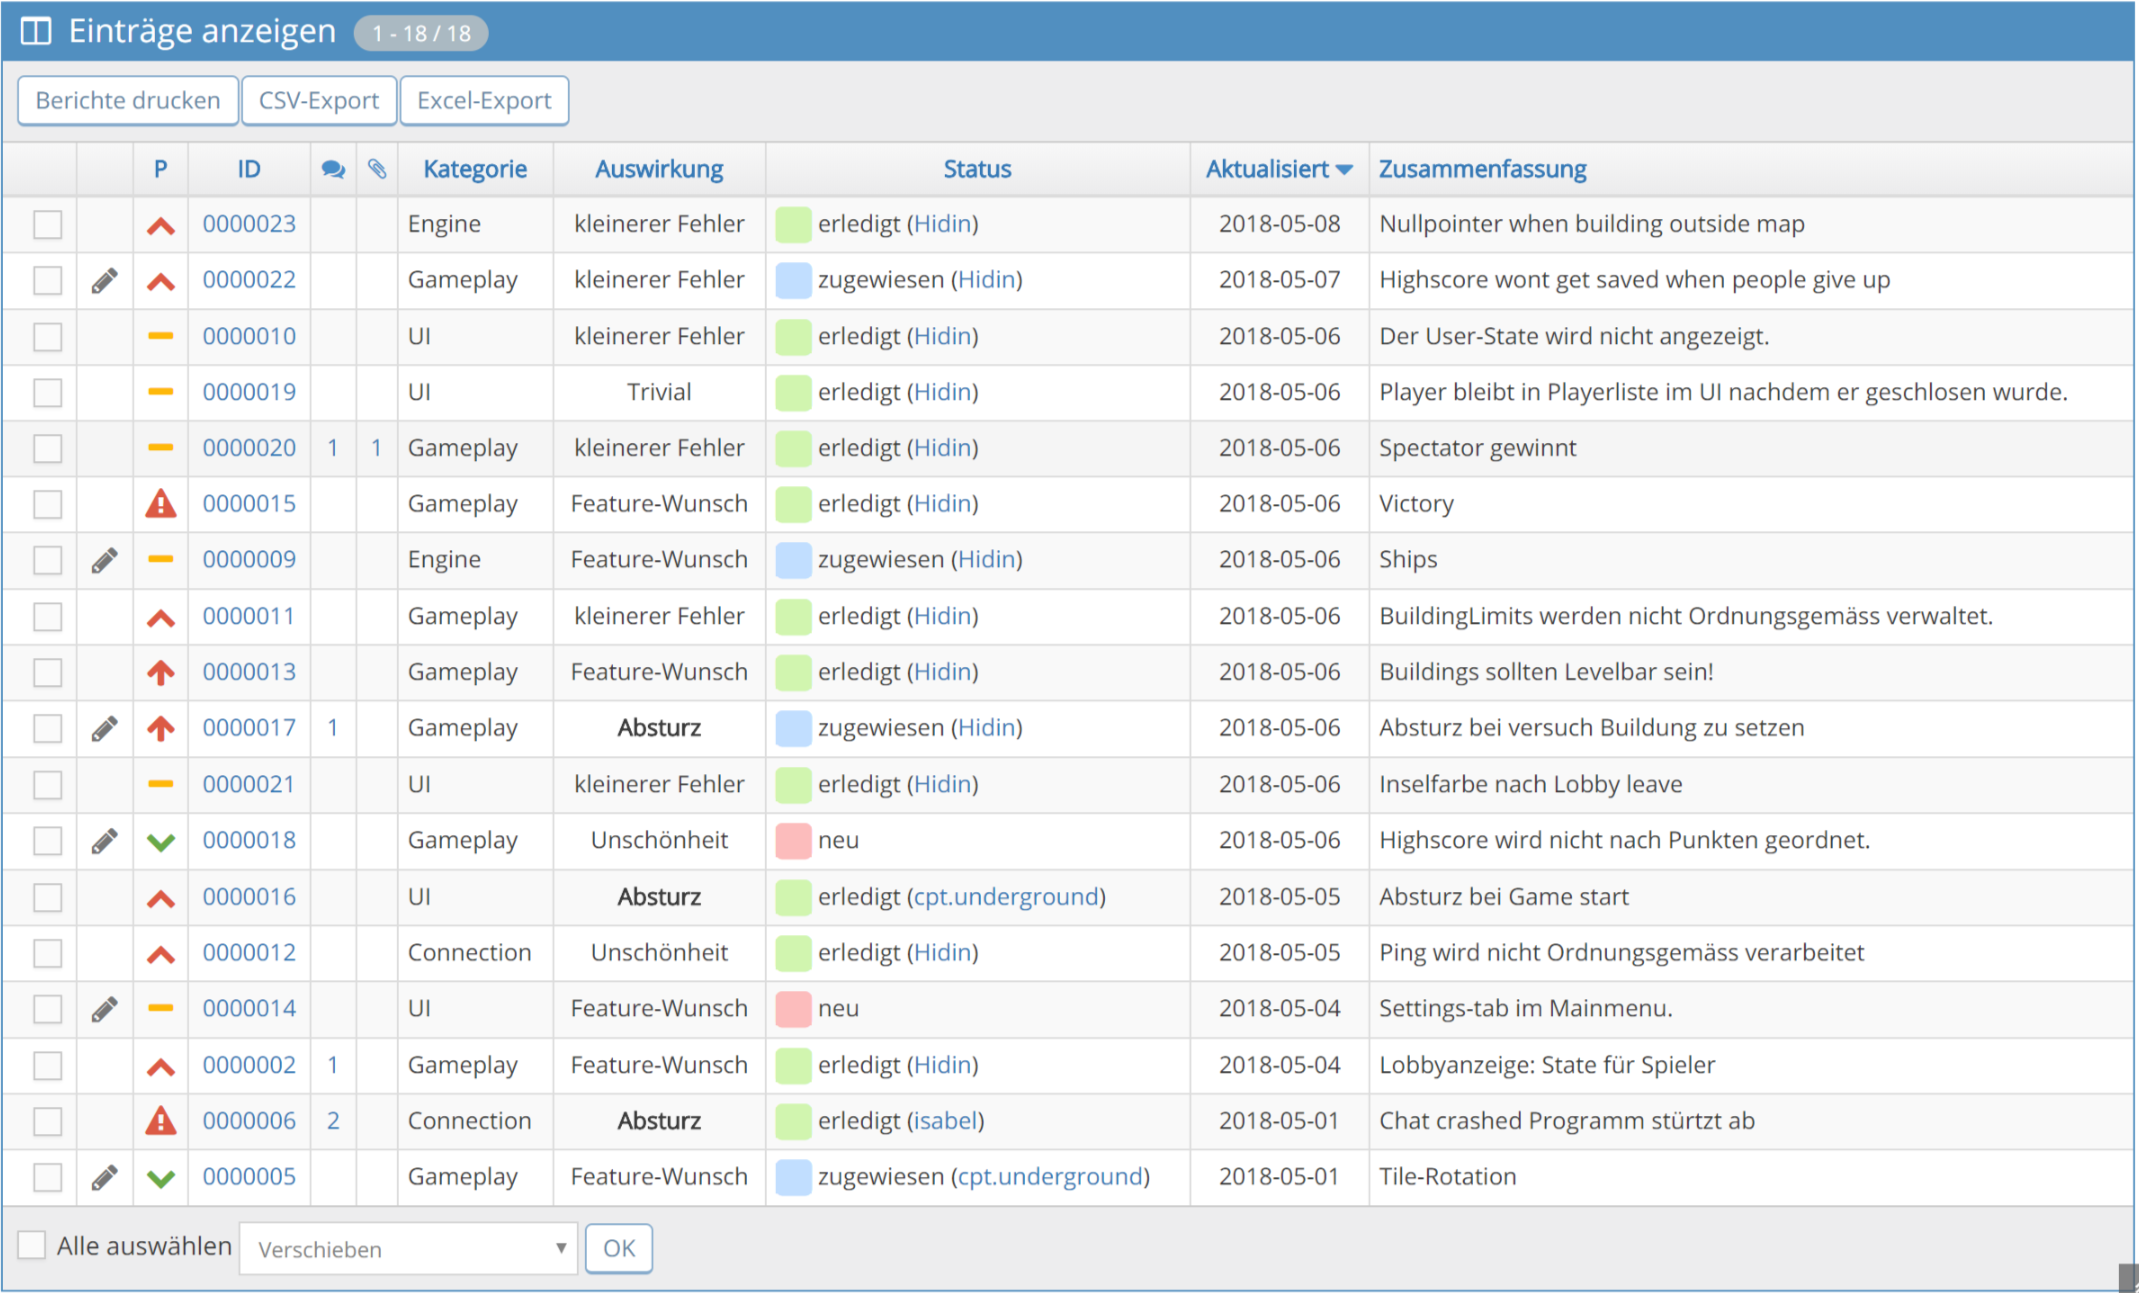 Einträge anzeigen 1 - 18 / 18
Berichte drucken CSV-Export Excel-Export
P ID Kategorie Auswirkung Status Aktualisiert Zusammenfassung
0000023 Engine kleinerer Fehler erledigt (Hidin) 2018-05-08 Nullpointer when building outside map
0000022 Gameplay kleinerer Fehler zugewiesen (Hidin) 2018-05-07 Highscore wont get saved when people give up
0000010 UI kleinerer Fehler erledigt (Hidin) 2018-05-06 Der User-State wird nicht angezeigt.
0000019 UI Trivial erledigt (Hidin) 2018-05-06 Player bleibt in Playerliste im UI nachdem er geschlosen wurde.
0000020 1 1 Gameplay kleinerer Fehler erledigt (Hidin) 2018-05-06 Spectator gewinnt
0000015 Gameplay Feature-Wunsch erledigt (Hidin) 2018-05-06 Victory
0000009 Engine Feature-Wunsch zugewiesen (Hidin) 2018-05-06 Ships
0000011 Gameplay kleinerer Fehler erledigt (Hidin) 2018-05-06 BuildingLimits werden nicht Ordnungsgemäss verwaltet.
0000013 Gameplay Feature-Wunsch erledigt (Hidin) 2018-05-06 Buildings sollten Levelbar sein!
0000017 1 Gameplay Absturz zugewiesen (Hidin) 2018-05-06 Absturz bei versuch Buildung zu setzen
0000021 UI kleinerer Fehler erledigt (Hidin) 2018-05-06 Inselfarbe nach Lobby leave
0000018 Gameplay Unschönheit neu 2018-05-06 Highscore wird nicht nach Punkten geordnet.
0000016 UI Absturz erledigt (cpt.underground) 2018-05-05 Absturz bei Game start
0000012 Connection Unschönheit erledigt (Hidin) 2018-05-05 Ping wird nicht Ordnungsgemäss verarbeitet
0000014 UI Feature-Wunsch neu 2018-05-04 Settings-tab im Mainmenu.
0000002 1 Gameplay Feature-Wunsch erledigt (Hidin) 2018-05-04 Lobbyanzeige: State für Spieler
0000006 2 Connection Absturz erledigt (isabel) 2018-05-01 Chat crashed Programm stürtzt ab
0000005 Gameplay Feature-Wunsch zugewiesen (cpt.underground) 2018-05-01 Tile-Rotation
Alle auswählen Verschieben OK